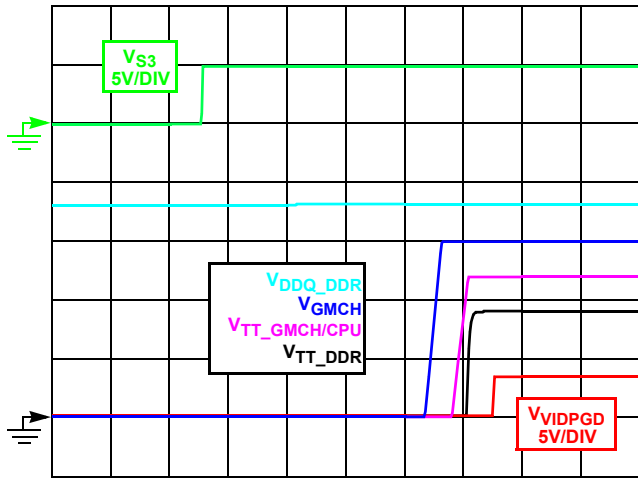 VS3
5V/DIV
VDDQ_DDR
VGMCH
VTT_GMCH/CPU
VTT_DDR
VVIDPGD
5V/DIV